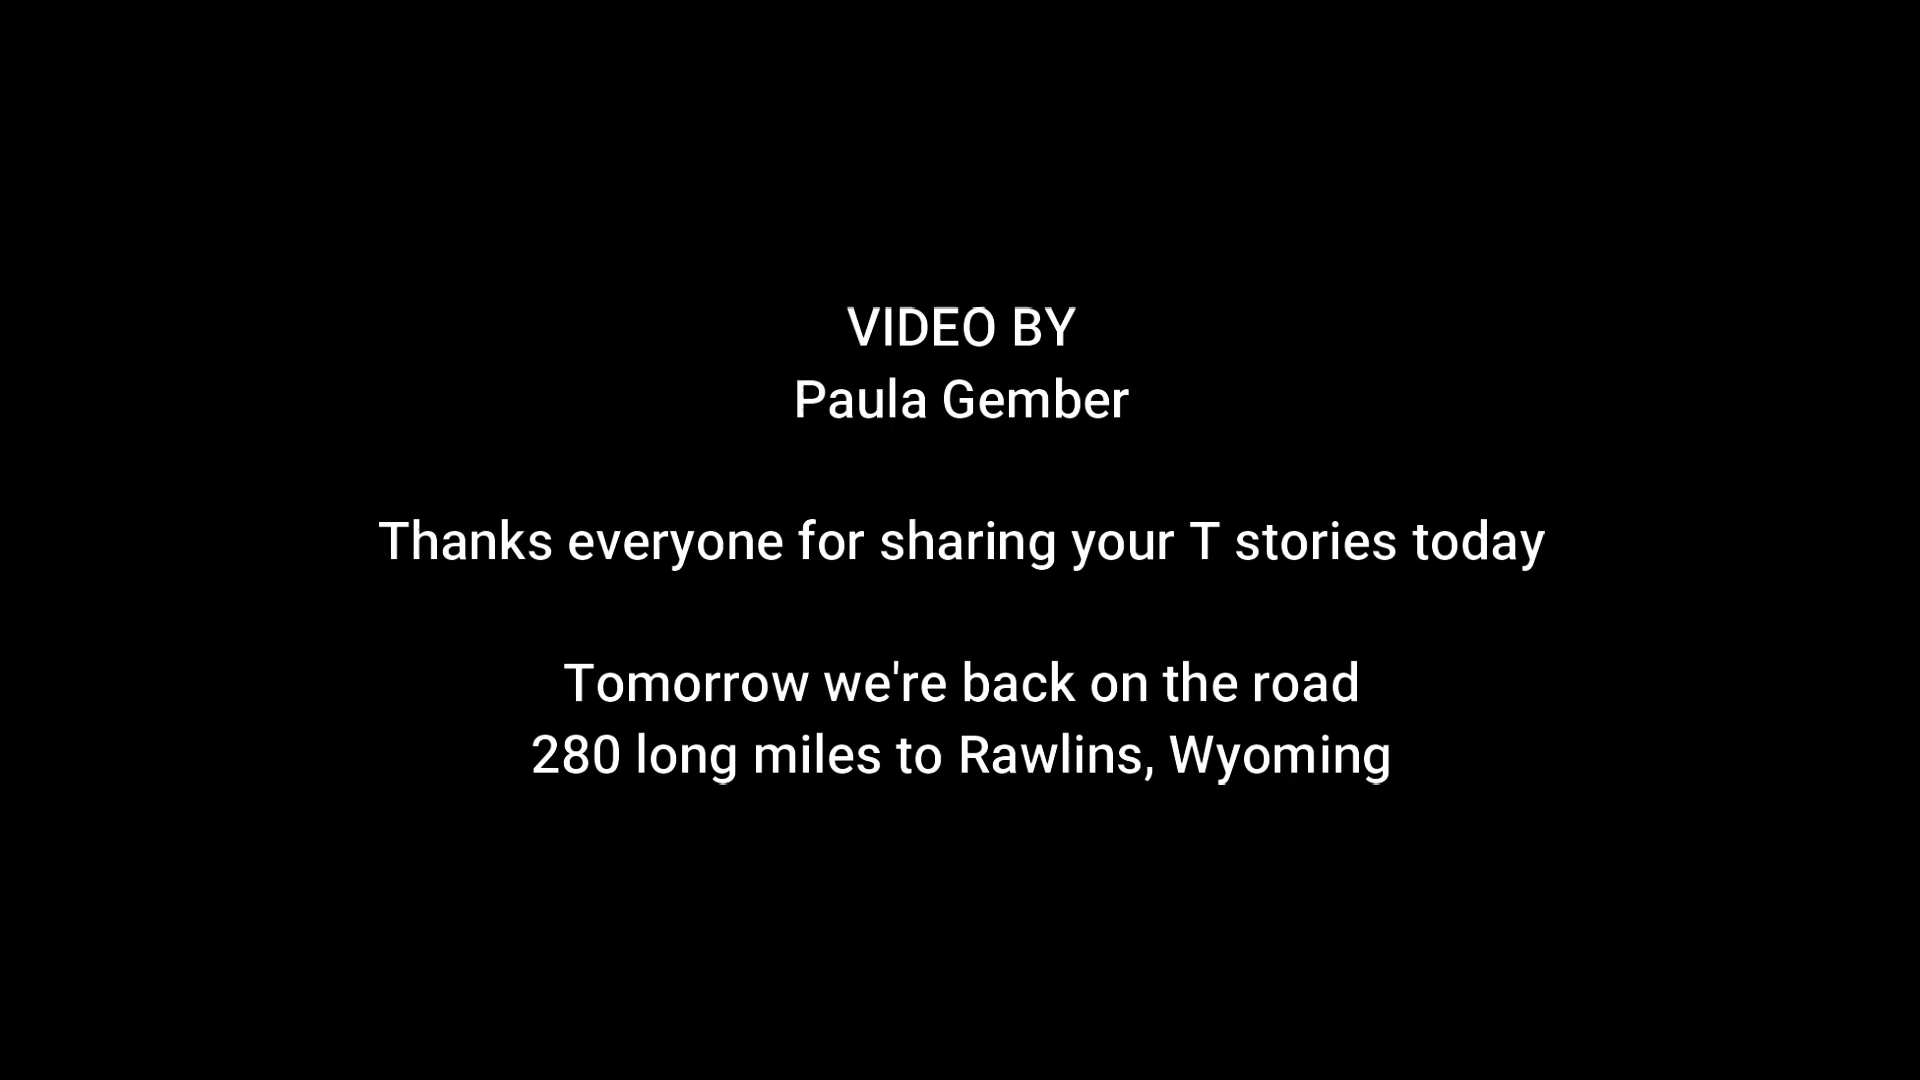 VIDEO BY
Paula Gember
Thanks everyone for sharing your T stories today
Tomorrow we're back on the road
280 long miles to Rawlins, Wyoming